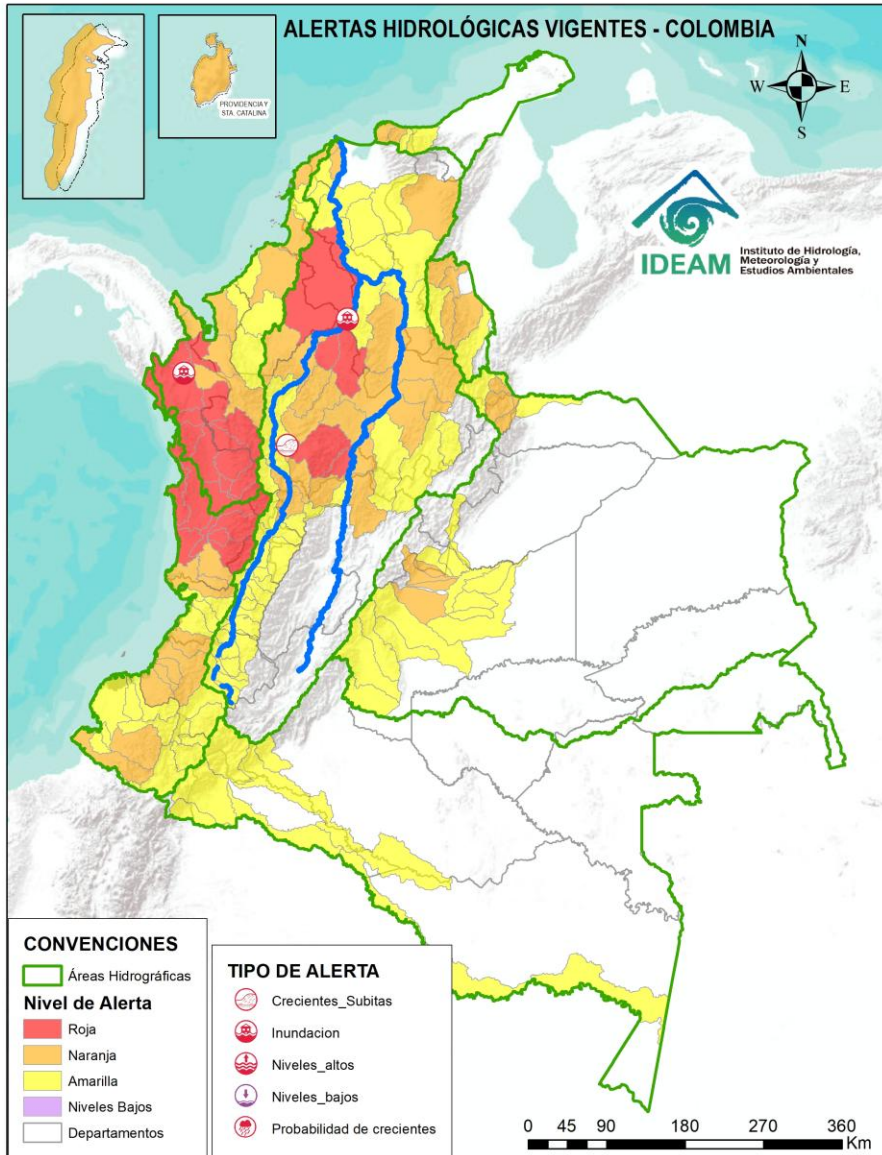 ALERTAS HIDROLÓGICAS VIGENTES - COLOMBIA
PROVIDENCIA Y
STA. CATALINA
N
W
E
S
IDEAM
Instituto de Hidrología,
Meteorología y
Estudios Ambientales
CONVENCIONES
Áreas Hidrográficas
Nivel de Alerta
Roja
Naranja
Amarilla
Niveles Bajos
Departamentos
TIPO DE ALERTA
Crecientes_Subitas
Inundacion
Niveles_altos
Niveles_bajos
Probabilidad de crecientes
0 45 90 180 270 360
Km